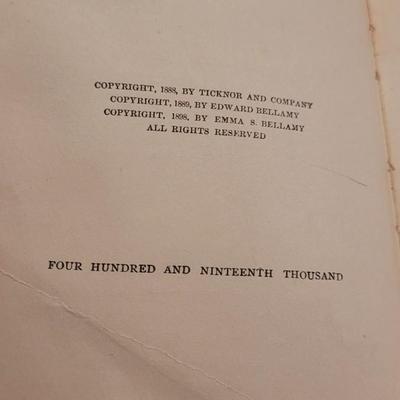 COPYRIGHT, 1888, BY TICKNOR AND COMPANY
COPYRIGHT, 1889, BY EDWARD BELLAMY
COPYRIGHT, 1898, BY EMMA S. BELLAMY
ALL RIGHTS RESERVED
FOUR HUNDRED AND NINTEENTH THOUSAND